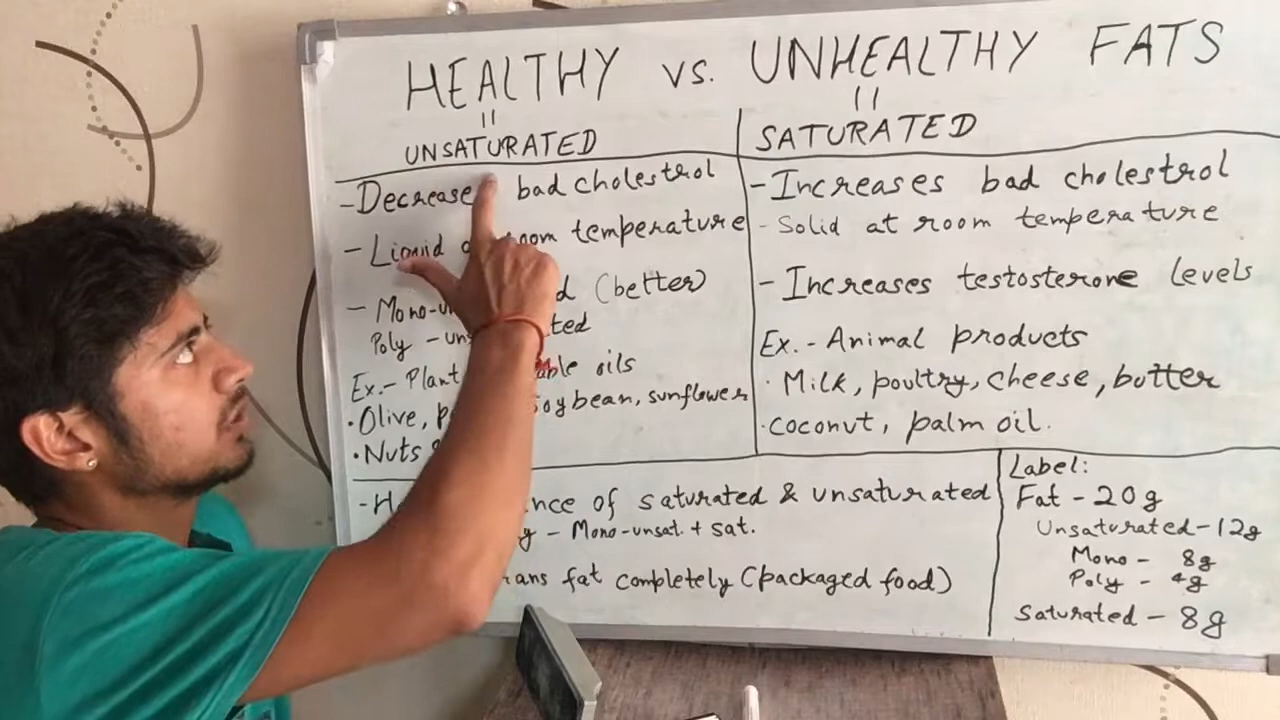 HEALTHY vs. UNHEALTHY FATS
UNSATURATED
- Decrease bad cholestrol
- Liquid room temperature
- (better)
Poly -
Ex.- Plant oils
· Olive, soybean, sunflower
· Nuts
SATURATED
- Increases bad cholestrol
- Solid at room temperature
- Increases testosterone levels
Ex. - Animal products
· Milk, poultry, cheese, butter
· coconut, palm oil.
- of saturated & unsaturated
- Mono-unsat. + sat.
fat completely (packaged food)
Label:
Fat - 20g
Unsaturated - 12g
Mono - 8g
Poly - 4g
Saturated - 8g